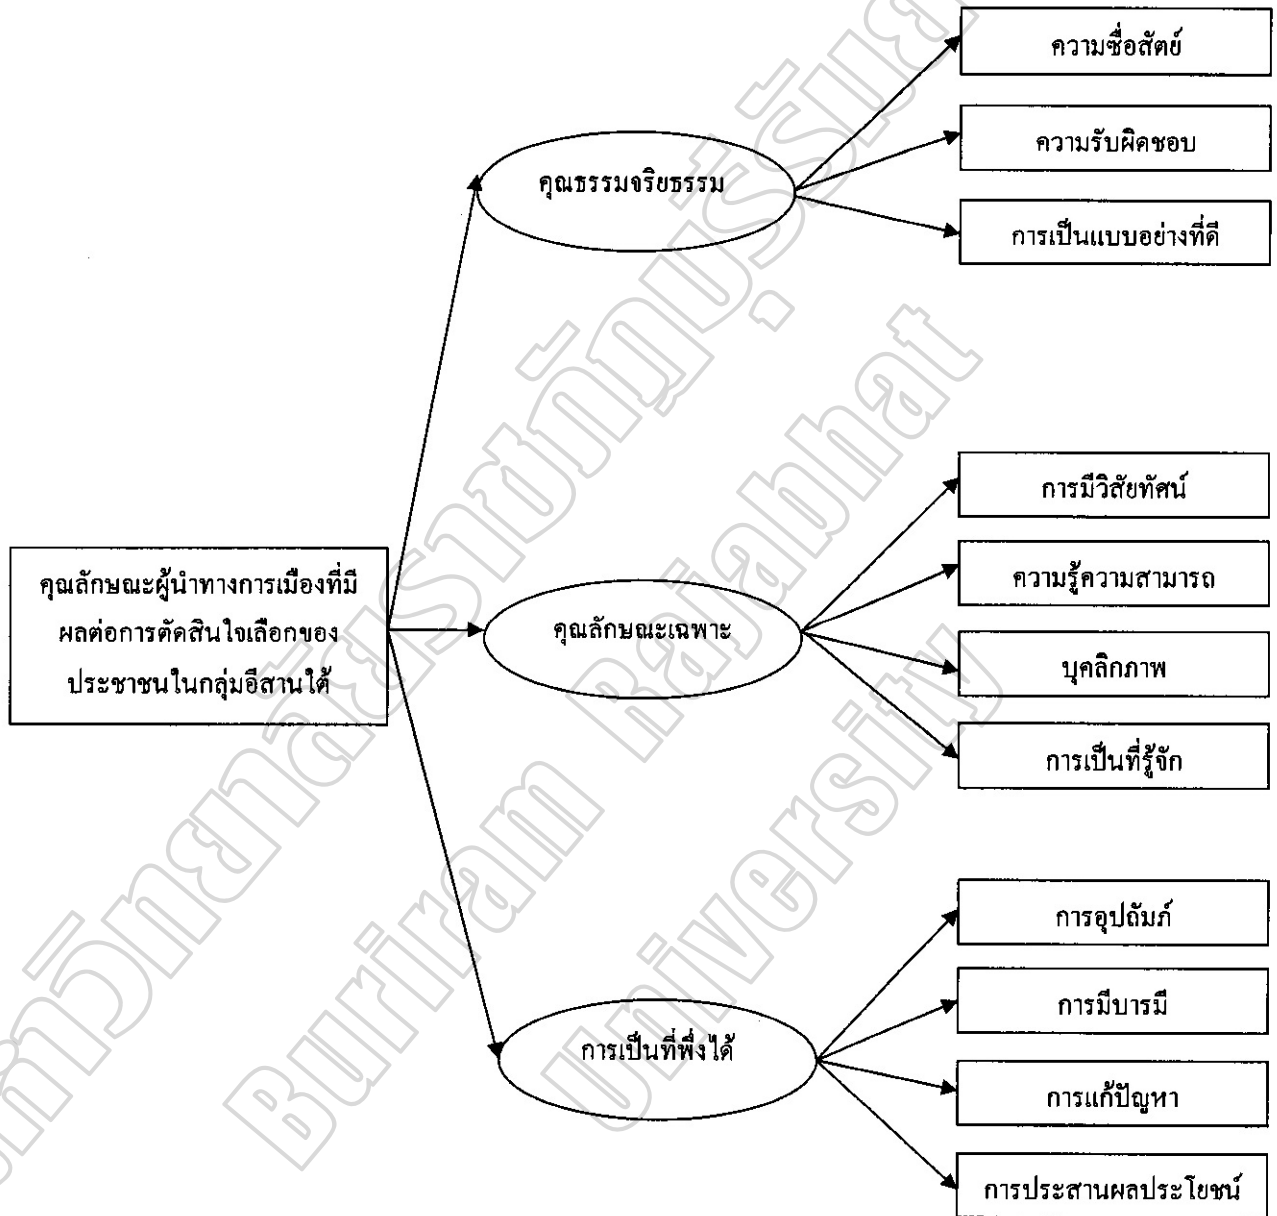 ความซื่อสัตย์
คุณธรรมจริยธรรม
ความรับผิดชอบ
การเป็นแบบอย่างที่ดี
คุณลักษณะผู้นำทางการเมืองที่มี
ผลต่อการตัดสินใจเลือกของ
ประชาชนในกลุ่มอีสานใต้
คุณลักษณะเฉพาะ
การมีวิสัยทัศน์
ความรู้ความสามารถ
บุคลิกภาพ
การเป็นที่รู้จัก
การเป็นที่พึ่งได้
การอุปถัมภ์
การมีบารมี
การแก้ปัญหา
การประสานผลประโยชน์
Buriram Rajabhat
University